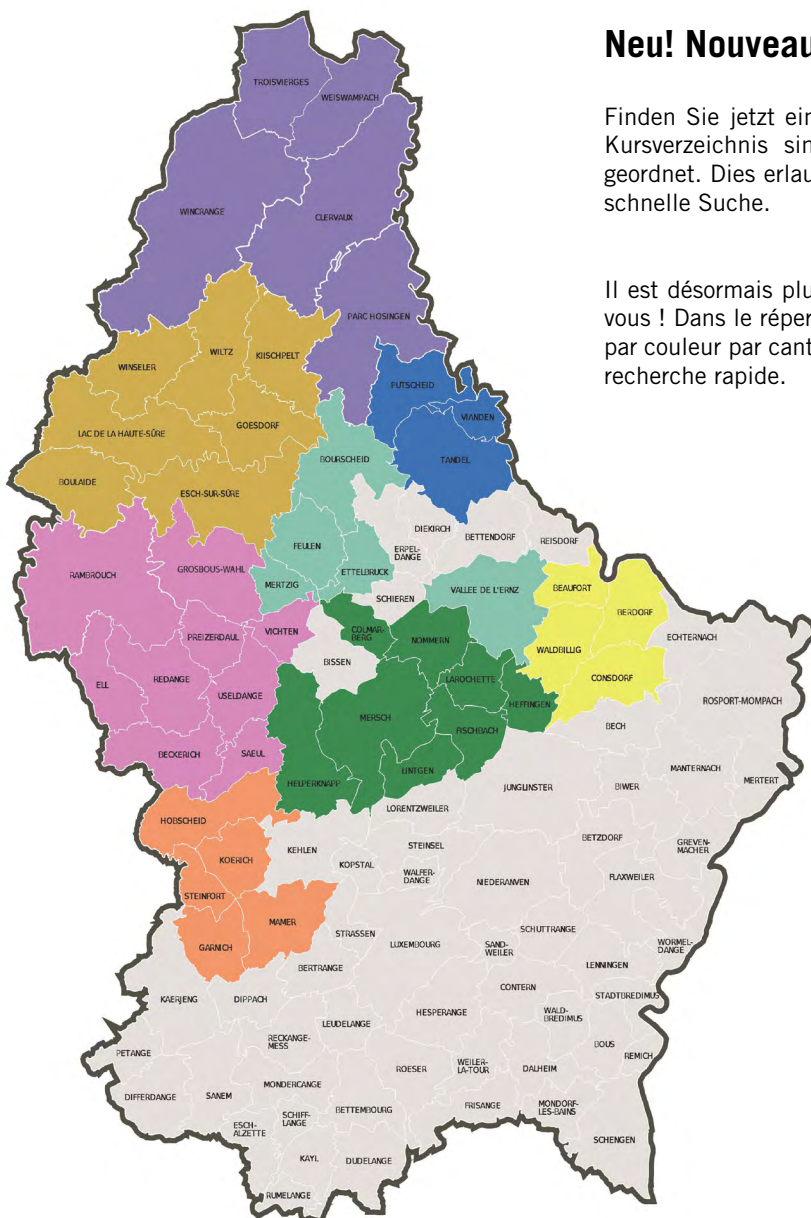 Neu! Nouveau
Finden Sie jetzt ein
Kursverzeichnis sin
geordnet. Dies erlau
schnelle Suche.
Il est désormais plu
vous ! Dans le réper
par couleur par cant
recherche rapide.
TROISVIERGES
WEISWAMPACH
WINCRANGE
CLERVAUX
PARC HOSINGEN
WILTZ
KIISCHPELT
WINSELER
PUTSCHEID
VIANDEN
GOESDORF
LAC DE LA HAUTE-SÛRE
TANDEL
BOURSCHEID
BOULAIDE
ESCH-SUR-SÛRE
DIEKIRCH
BETTENDORF
REISDORF
FEULEN
ERPEL-
DANGE
RAMBROUCH
GROSBOUS-WAHL
ETTELBRUCK
MERTZIG
VALLEE DE L'ERNZ
BEAUFORT
SCHIEREN
BERDORF
VICHTEN
COLMAR-
BERG
PREIZERDAUL
NOMMERN
ECHTERNACH
WALDBILLIG
BISSEN
ELL
REDANGE
LAROCHETTE
CONSDORF
USELDANGE
HEFFINGEN
ROSPORT-MOMPACH
MERSCH
FISCHBACH
BECH
BECKERICH
SAEUL
LINTGEN
MANTERNACH
HELPERKNAPP
JUNGLINSTER
BIWER
MERTERT
LORENTZWEILER
HOBSCHEID
BETZDORF
STEINSEL
KEHLEN
GREVEN-
MACHER
KOERICH
KOPSTAL
WALFER-
DANGE
FLAXWEILER
NIEDERANVEN
STEINFORT
MAMER
SCHUTTRANGE
STRASSEN
GARNICH
LUXEMBOURG
SAND-
WEILER
WORMEL-
DANGE
LENNINGEN
BERTRANGE
CONTERN
STADTBREDIMUS
KAERJENG
DIPPACH
HESPERANGE
WALD-
BREDIMUS
LEUDELANGE
RECKANGE-
MESS
BOUS
PETANGE
REMICH
ROESER
WEILER-
LA-TOUR
DALHEIM
MONDERCANGE
DIFFERDANGE
SANEM
BETTEMBOURG
FRISANGE
MONDORF-
LES-BAINS
SCHIFF-
LANGE
ESCH-
ALZETTE
SCHENGEN
KAYL
DUDELANGE
RUMELANGE